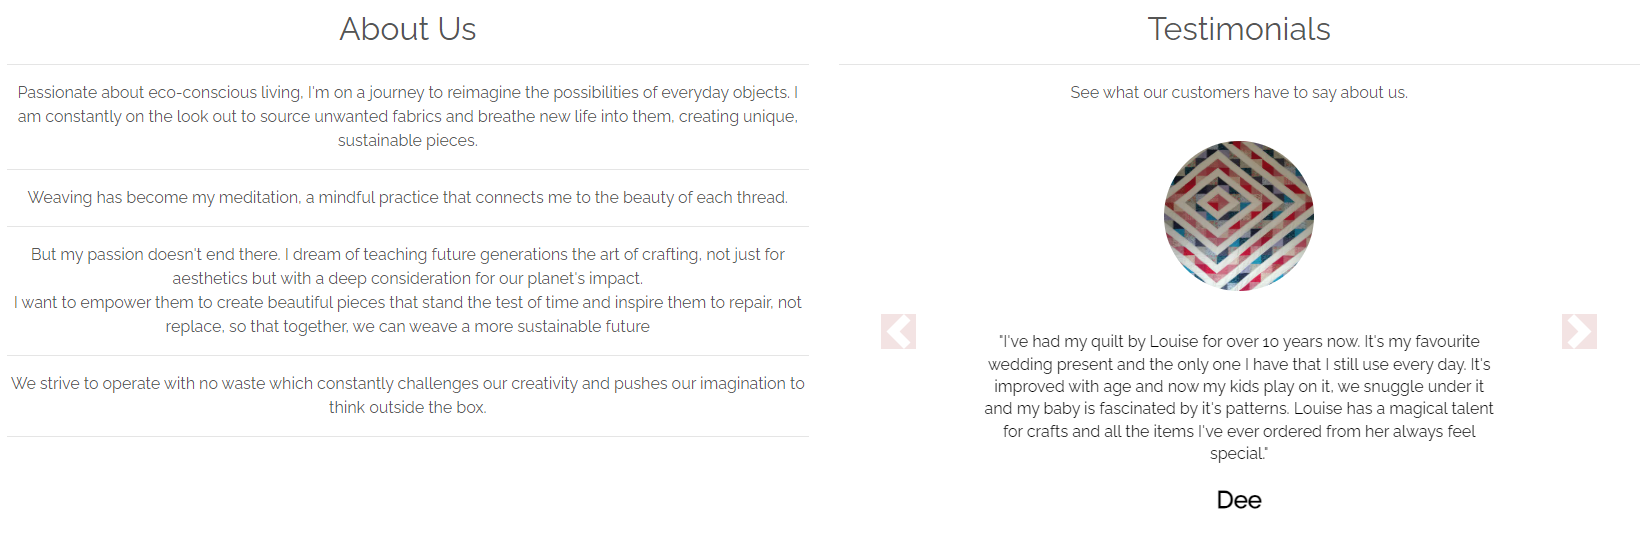 About Us
Passionate about eco-conscious living, I'm on a journey to reimagine the possibilities of everyday objects. I
am constantly on the look out to source unwanted fabrics and breathe new life into them, creating unique,
sustainable pieces.
Weaving has become my meditation, a mindful practice that connects me to the beauty of each thread.
But my passion doesn't end there. I dream of teaching future generations the art of crafting, not just for
aesthetics but with a deep consideration for our planet's impact.
I want to empower them to create beautiful pieces that stand the test of time and inspire them to repair, not
replace, so that together, we can weave a more sustainable future
We strive to operate with no waste which constantly challenges our creativity and pushes our imagination to
think outside the box.
Testimonials
See what our customers have to say about us.
"I've had my quilt by Louise for over 10 years now. It's my favourite
wedding present and the only one I have that I still use every day. It's
improved with age and now my kids play on it, we snuggle under it
and my baby is fascinated by it's patterns. Louise has a magical talent
for crafts and all the items I've ever ordered from her always feel
special."
Dee